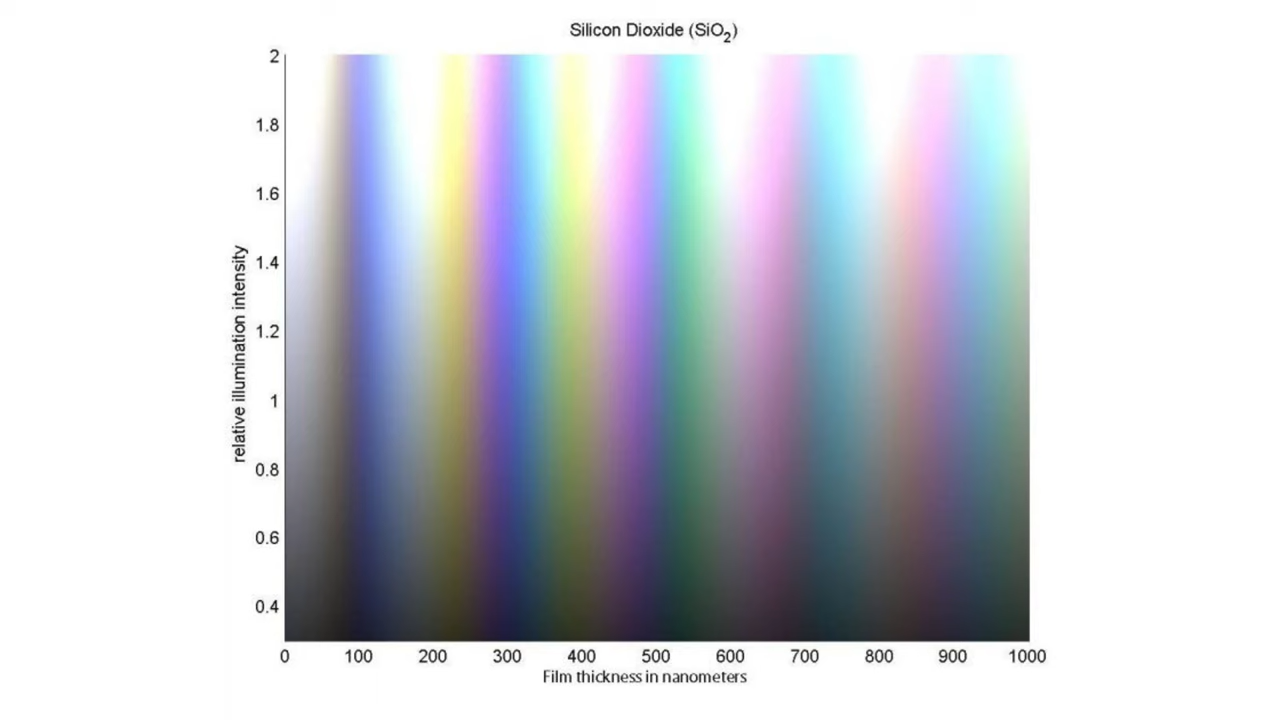 Silicon Dioxide (SiO2)
2
1.8
1.6
1.4
1.2
1
0.8
0.6
0.4
relative illumination intensity
0 100 200 300 400 500 600 700 800 900 1000
Film thickness in nanometers